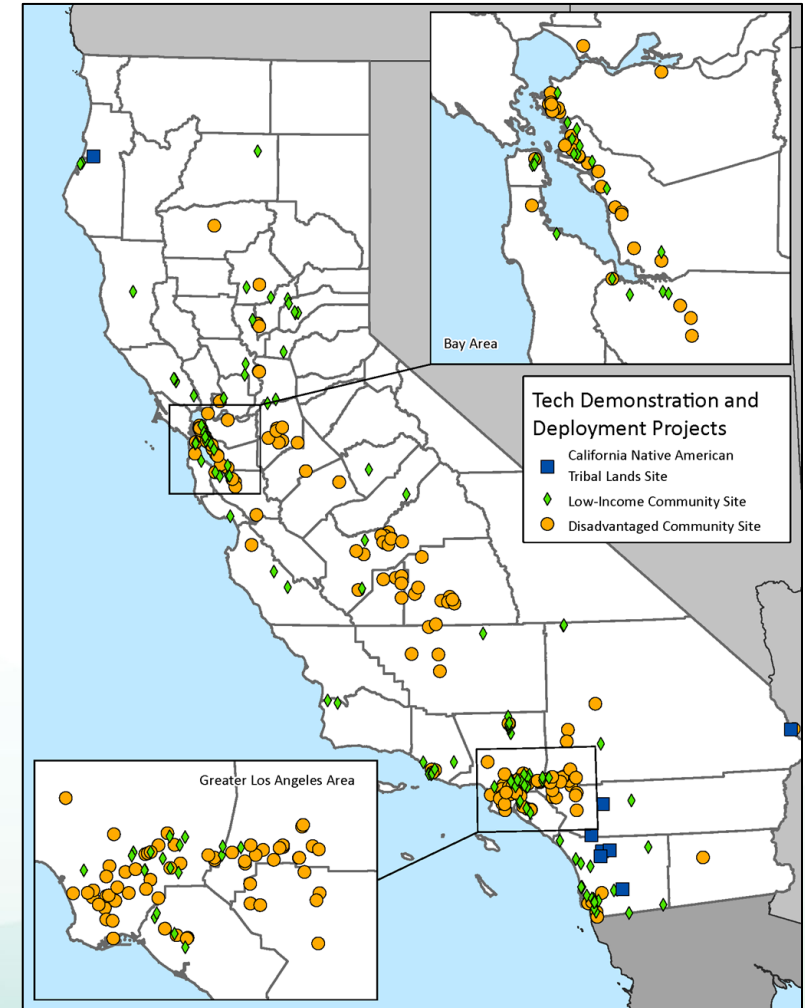 Bay Area
Tech Demonstration and
Deployment Projects
California Native American
Tribal Lands Site
Low-Income Community Site
Disadvantaged Community Site
Greater Los Angeles Area